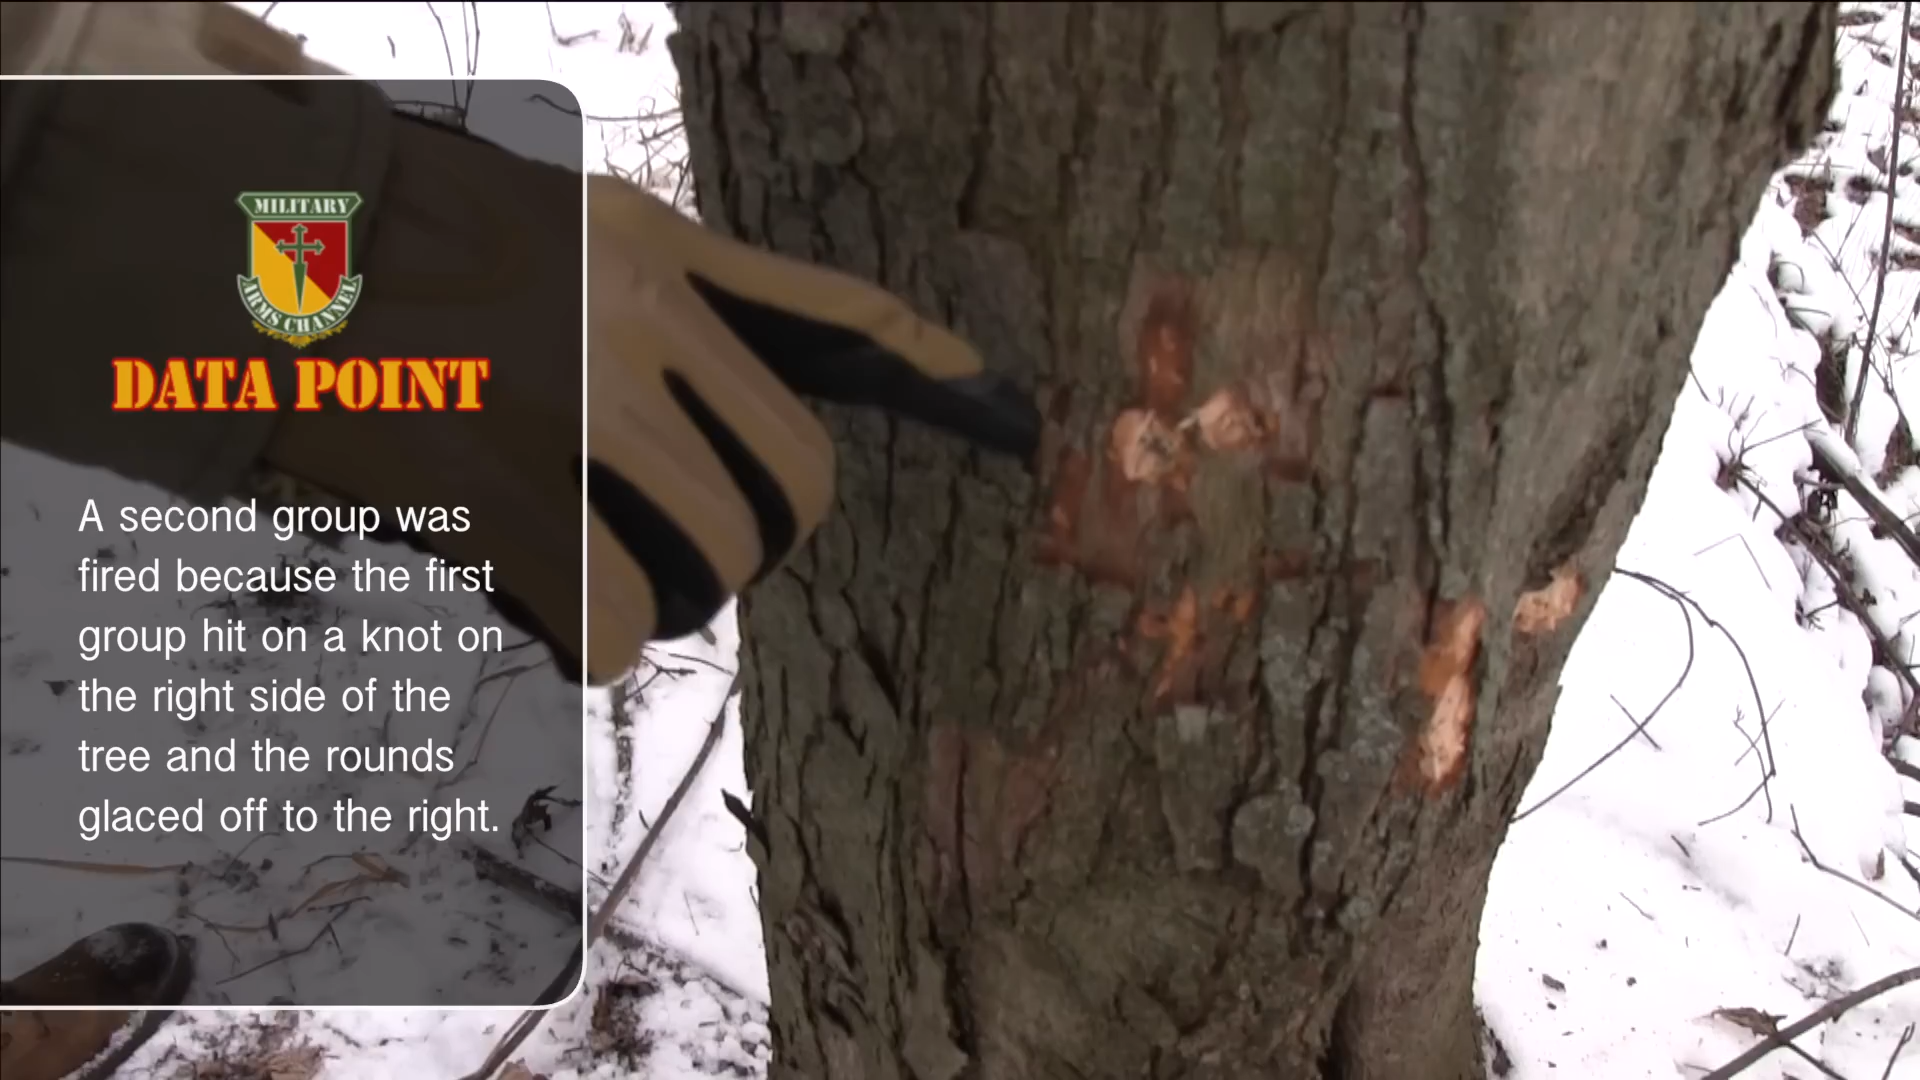 MILITARY
ARMS CHANNEL
DATA POINT
A second group was
fired because the first
group hit on a knot on
the right side of the
tree and the rounds
glaced off to the right.